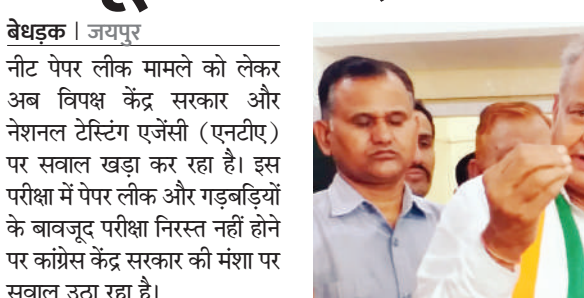 बेधड़क | जयपुर
नीट पेपर लीक मामले को लेकर
अब विपक्ष केंद्र सरकार और
नेशनल टेस्टिंग एजेंसी (एनटीए)
पर सवाल खड़ा कर रहा है। इस
परीक्षा में पेपर लीक और गड़बड़ियों
के बावजूद परीक्षा निरस्त नहीं होने
पर कांग्रेस केंद्र सरकार की मंशा पर
सवाल उठा रहा है।